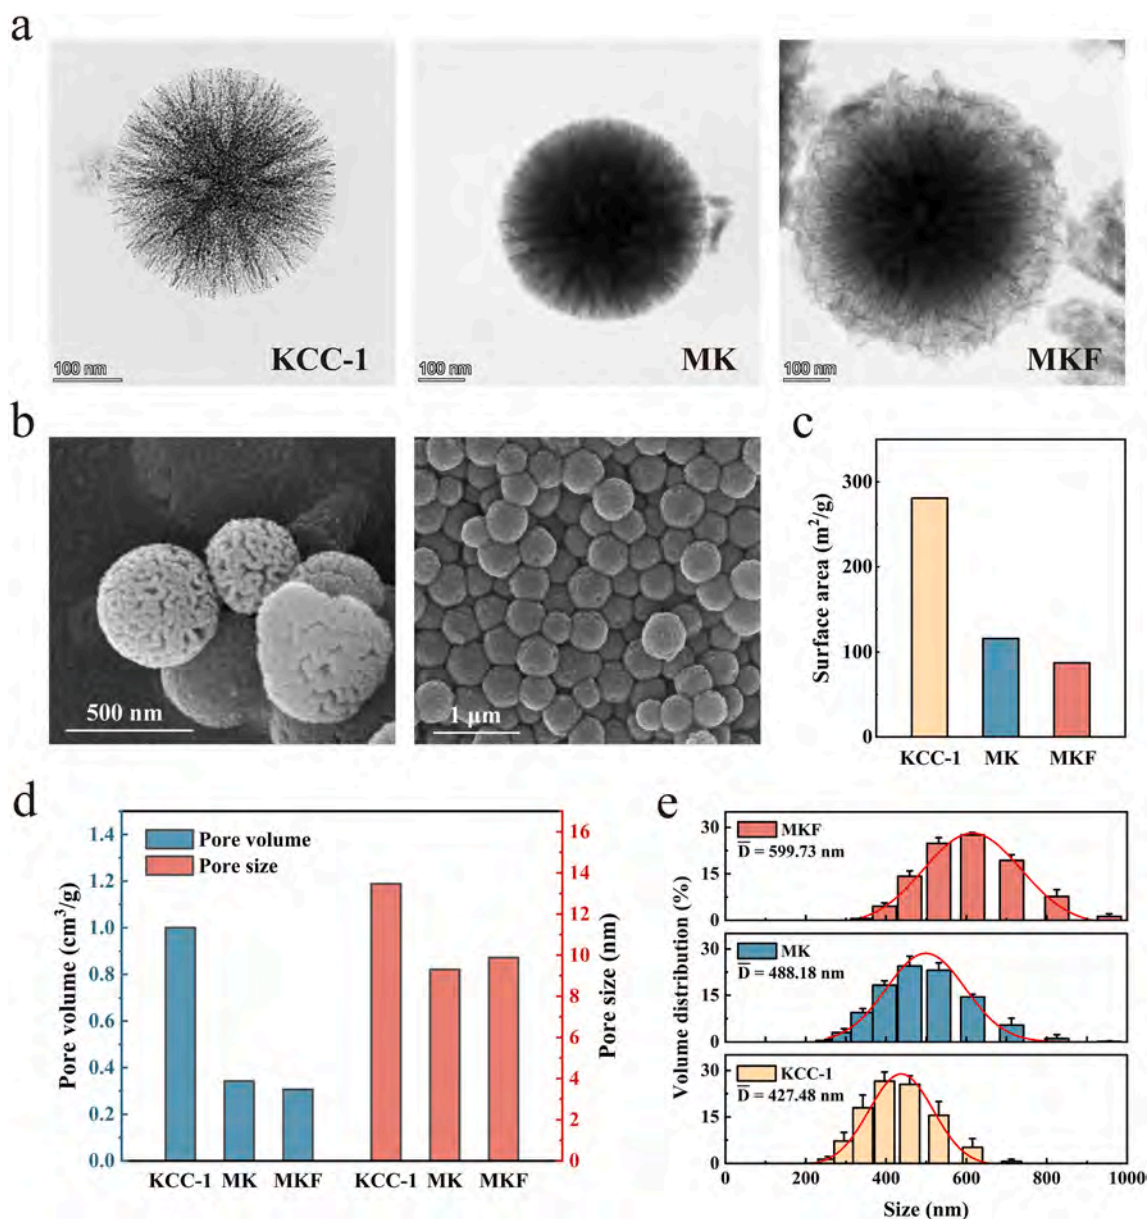 a
KCC-1
100 nm
MK
100 nm
MKF
100 nm
b
500 nm
1 μm
c
Surface area (m²/g)
300
200
100
0
KCC-1 MK MKF
d
Pore volume (cm³/g)
1.4
1.2
1.0
0.8
0.6
0.4
0.2
0.0
Pore volume
Pore size
16
14
12
10
8
6
4
2
0
Pore size (nm)
KCC-1 MK MKF KCC-1 MK MKF
e
Volume distribution (%)
30
15
0
MKF
D̅ = 599.73 nm
30
15
0
MK
D̅ = 488.18 nm
30
15
0
KCC-1
D̅ = 427.48 nm
0 200 400 600 800 1000
Size (nm)